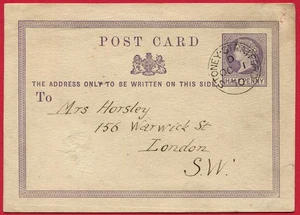 POST CARD
THE ADDRESS ONLY TO BE WRITTEN ON THIS SIDE
To
Mrs Horsley
156 Warwick St
London
S.W.